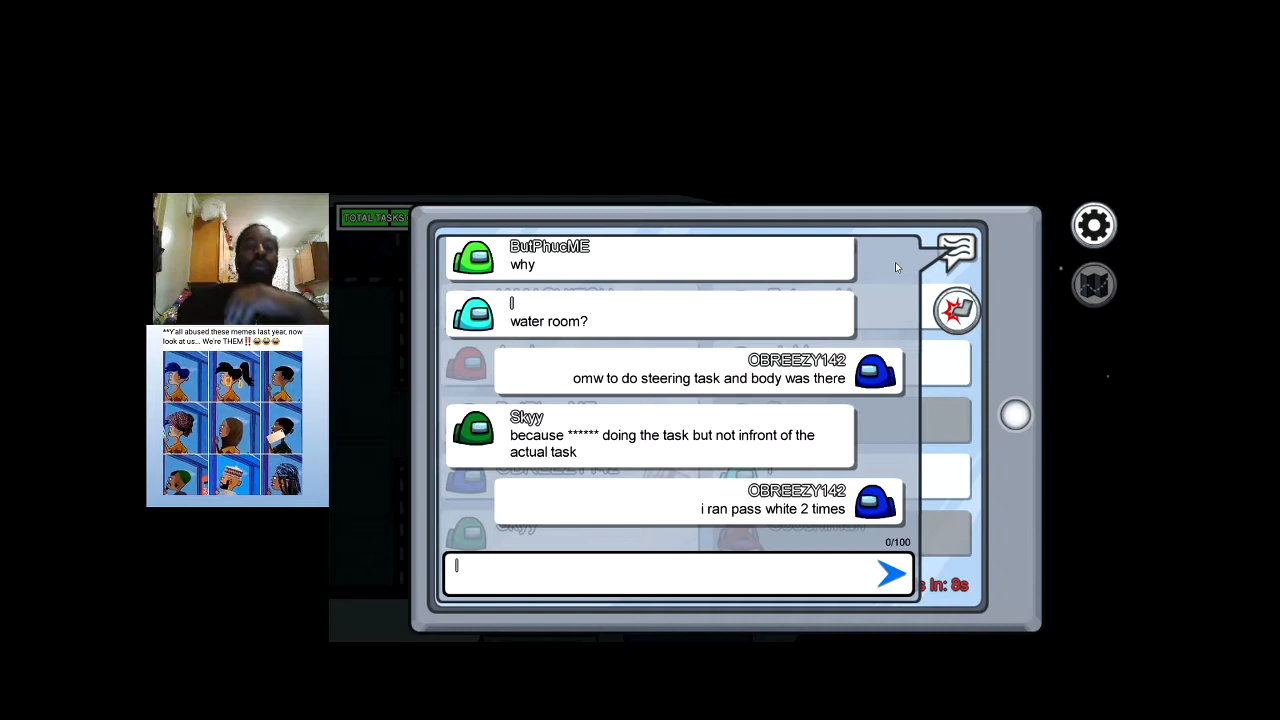 **Y'all abused these memes last year, now
look at us... We're THEM‼️😂😂😂
TOTAL TASKS
ButPhucME
why
I
water room?
OBREEZY142
omw to do steering task and body was there
Skyy
because ****** doing the task but not infront of the
actual task
OBREEZY142
i ran pass white 2 times
OBREEZY142
Skyy
0/100
s in: 8s